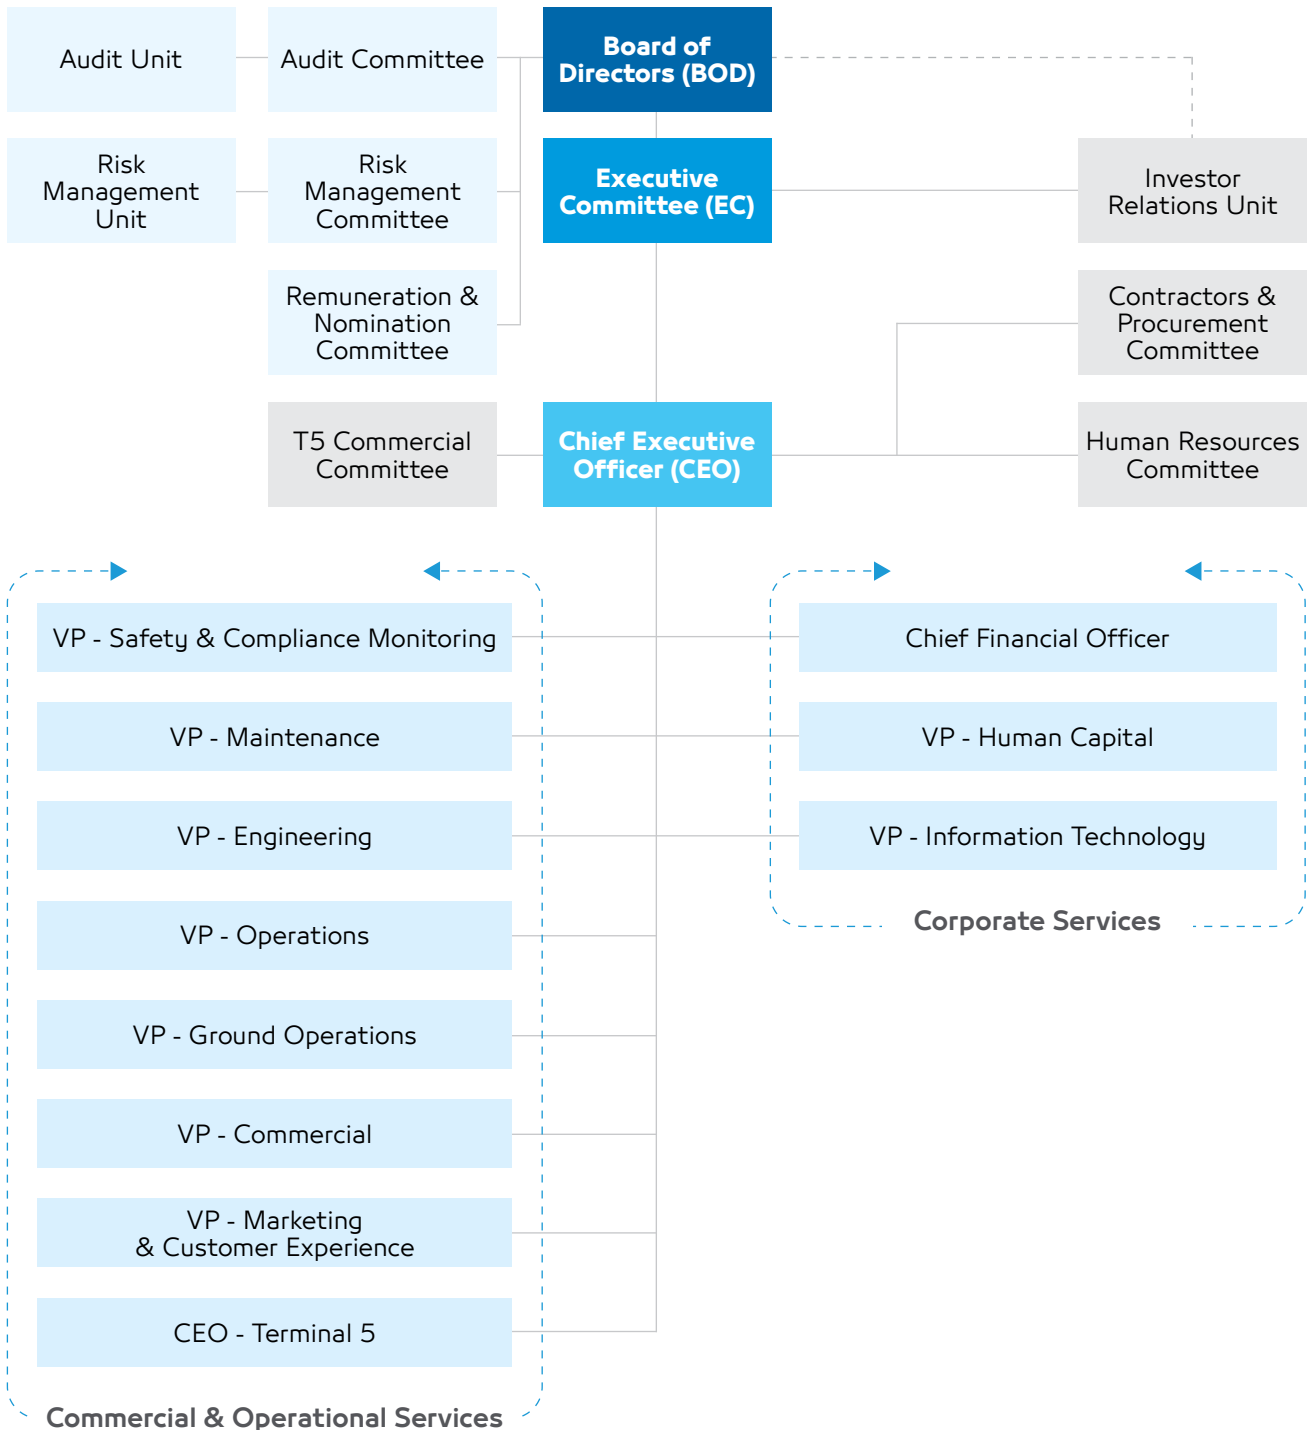 Audit Unit
Audit Committee
Board of
Directors (BOD)
Risk
Management
Unit
Risk
Management
Committee
Executive
Committee (EC)
Investor
Relations Unit
Remuneration &
Nomination
Committee
Contractors &
Procurement
Committee
T5 Commercial
Committee
Chief Executive
Officer (CEO)
Human Resources
Committee
VP - Safety & Compliance Monitoring
VP - Maintenance
VP - Engineering
VP - Operations
VP - Ground Operations
VP - Commercial
VP - Marketing
& Customer Experience
CEO - Terminal 5
Commercial & Operational Services
Chief Financial Officer
VP - Human Capital
VP - Information Technology
Corporate Services